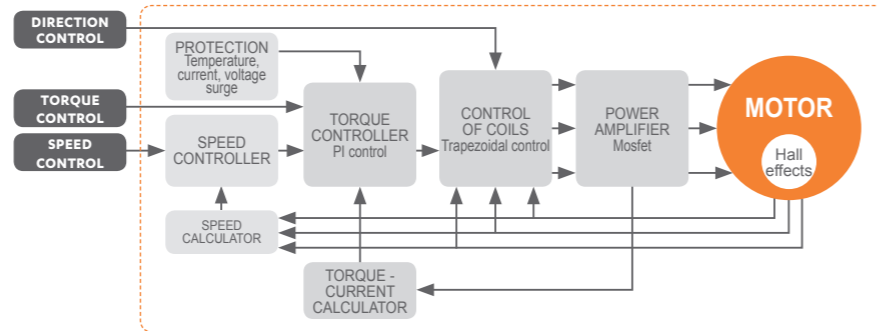 DIRECTION
CONTROL
PROTECTION
Temperature,
current, voltage
surge
TORQUE
CONTROL
SPEED
CONTROL
SPEED
CONTROLLER
TORQUE
CONTROLLER
PI control
CONTROL
OF COILS
Trapezoidal control
POWER
AMPLIFIER
Mosfet
MOTOR
Hall
effects
SPEED
CALCULATOR
TORQUE -
CURRENT
CALCULATOR